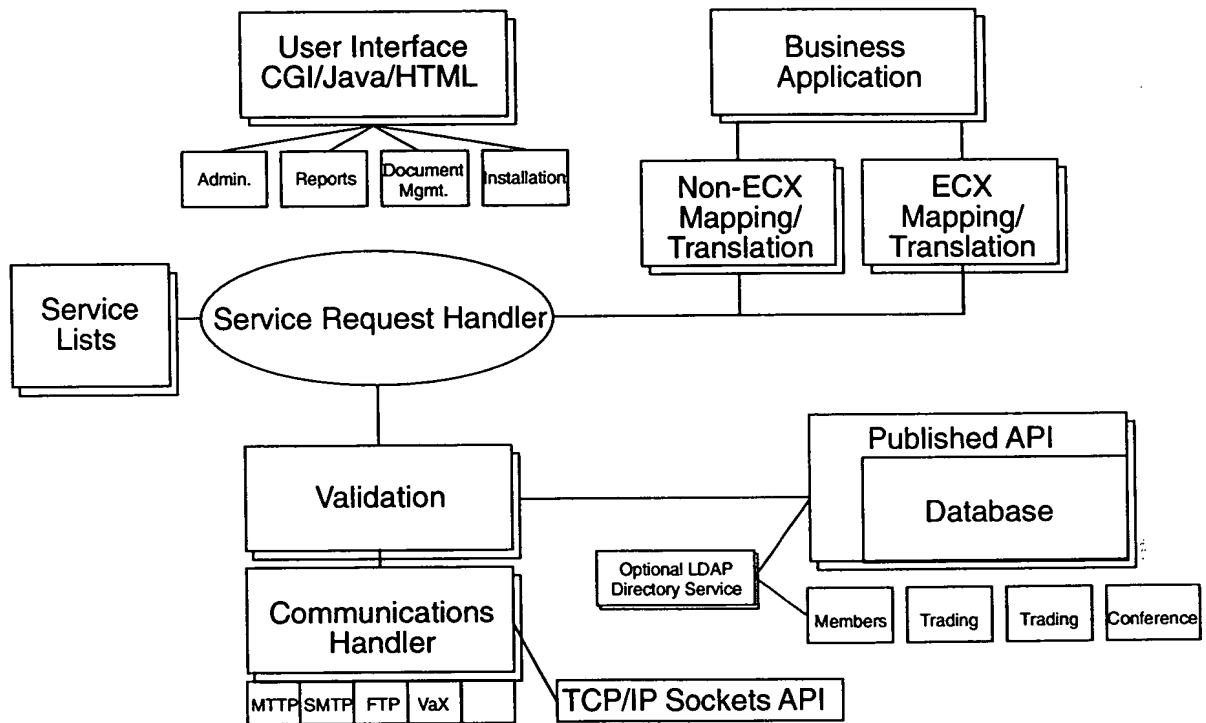 User Interface
CGI/Java/HTML
Business
Application
Admin.
Reports
Document
Mgmt.
Installation
Non-ECX
Mapping/
Translation
ECX
Mapping/
Translation
Service
Lists
Service Request Handler
Published API
Validation
Database
Optional LDAP
Directory Service
Communications
Handler
Members
Trading
Trading
Conference
MTTP
SMTP
FTP
VaX
TCP/IP Sockets API